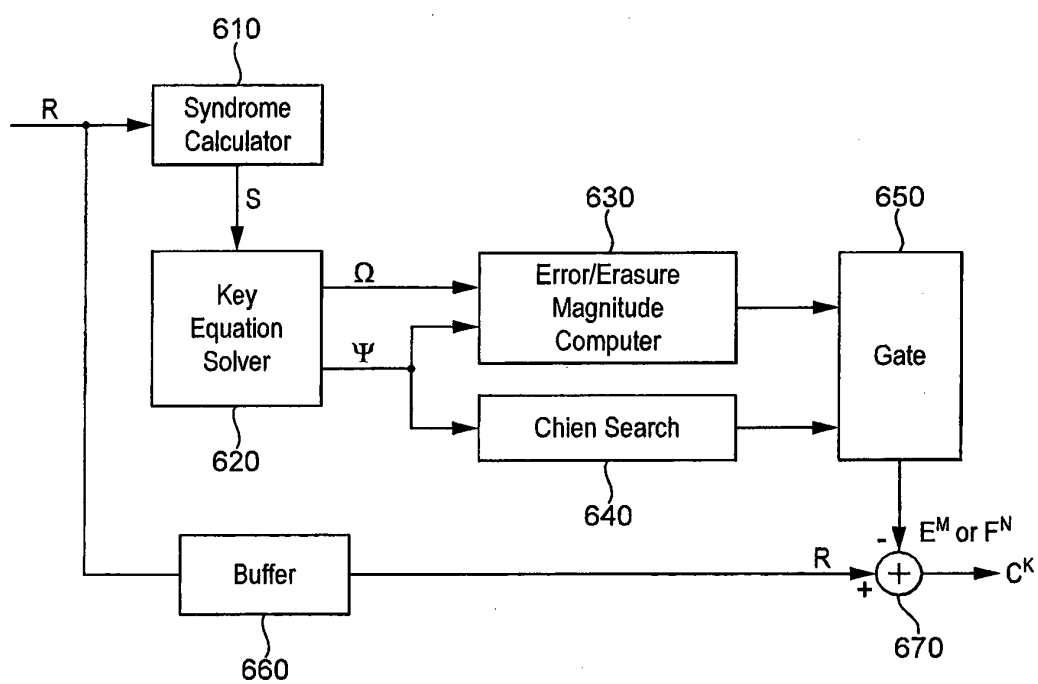 610
R
Syndrome
Calculator
S
630
650
Key
Equation
Solver
Ω
Ψ
Error/Erasure
Magnitude
Computer
Gate
Chien Search
620
640
- E^M or F^N
Buffer
R
+
+
C^K
660
670